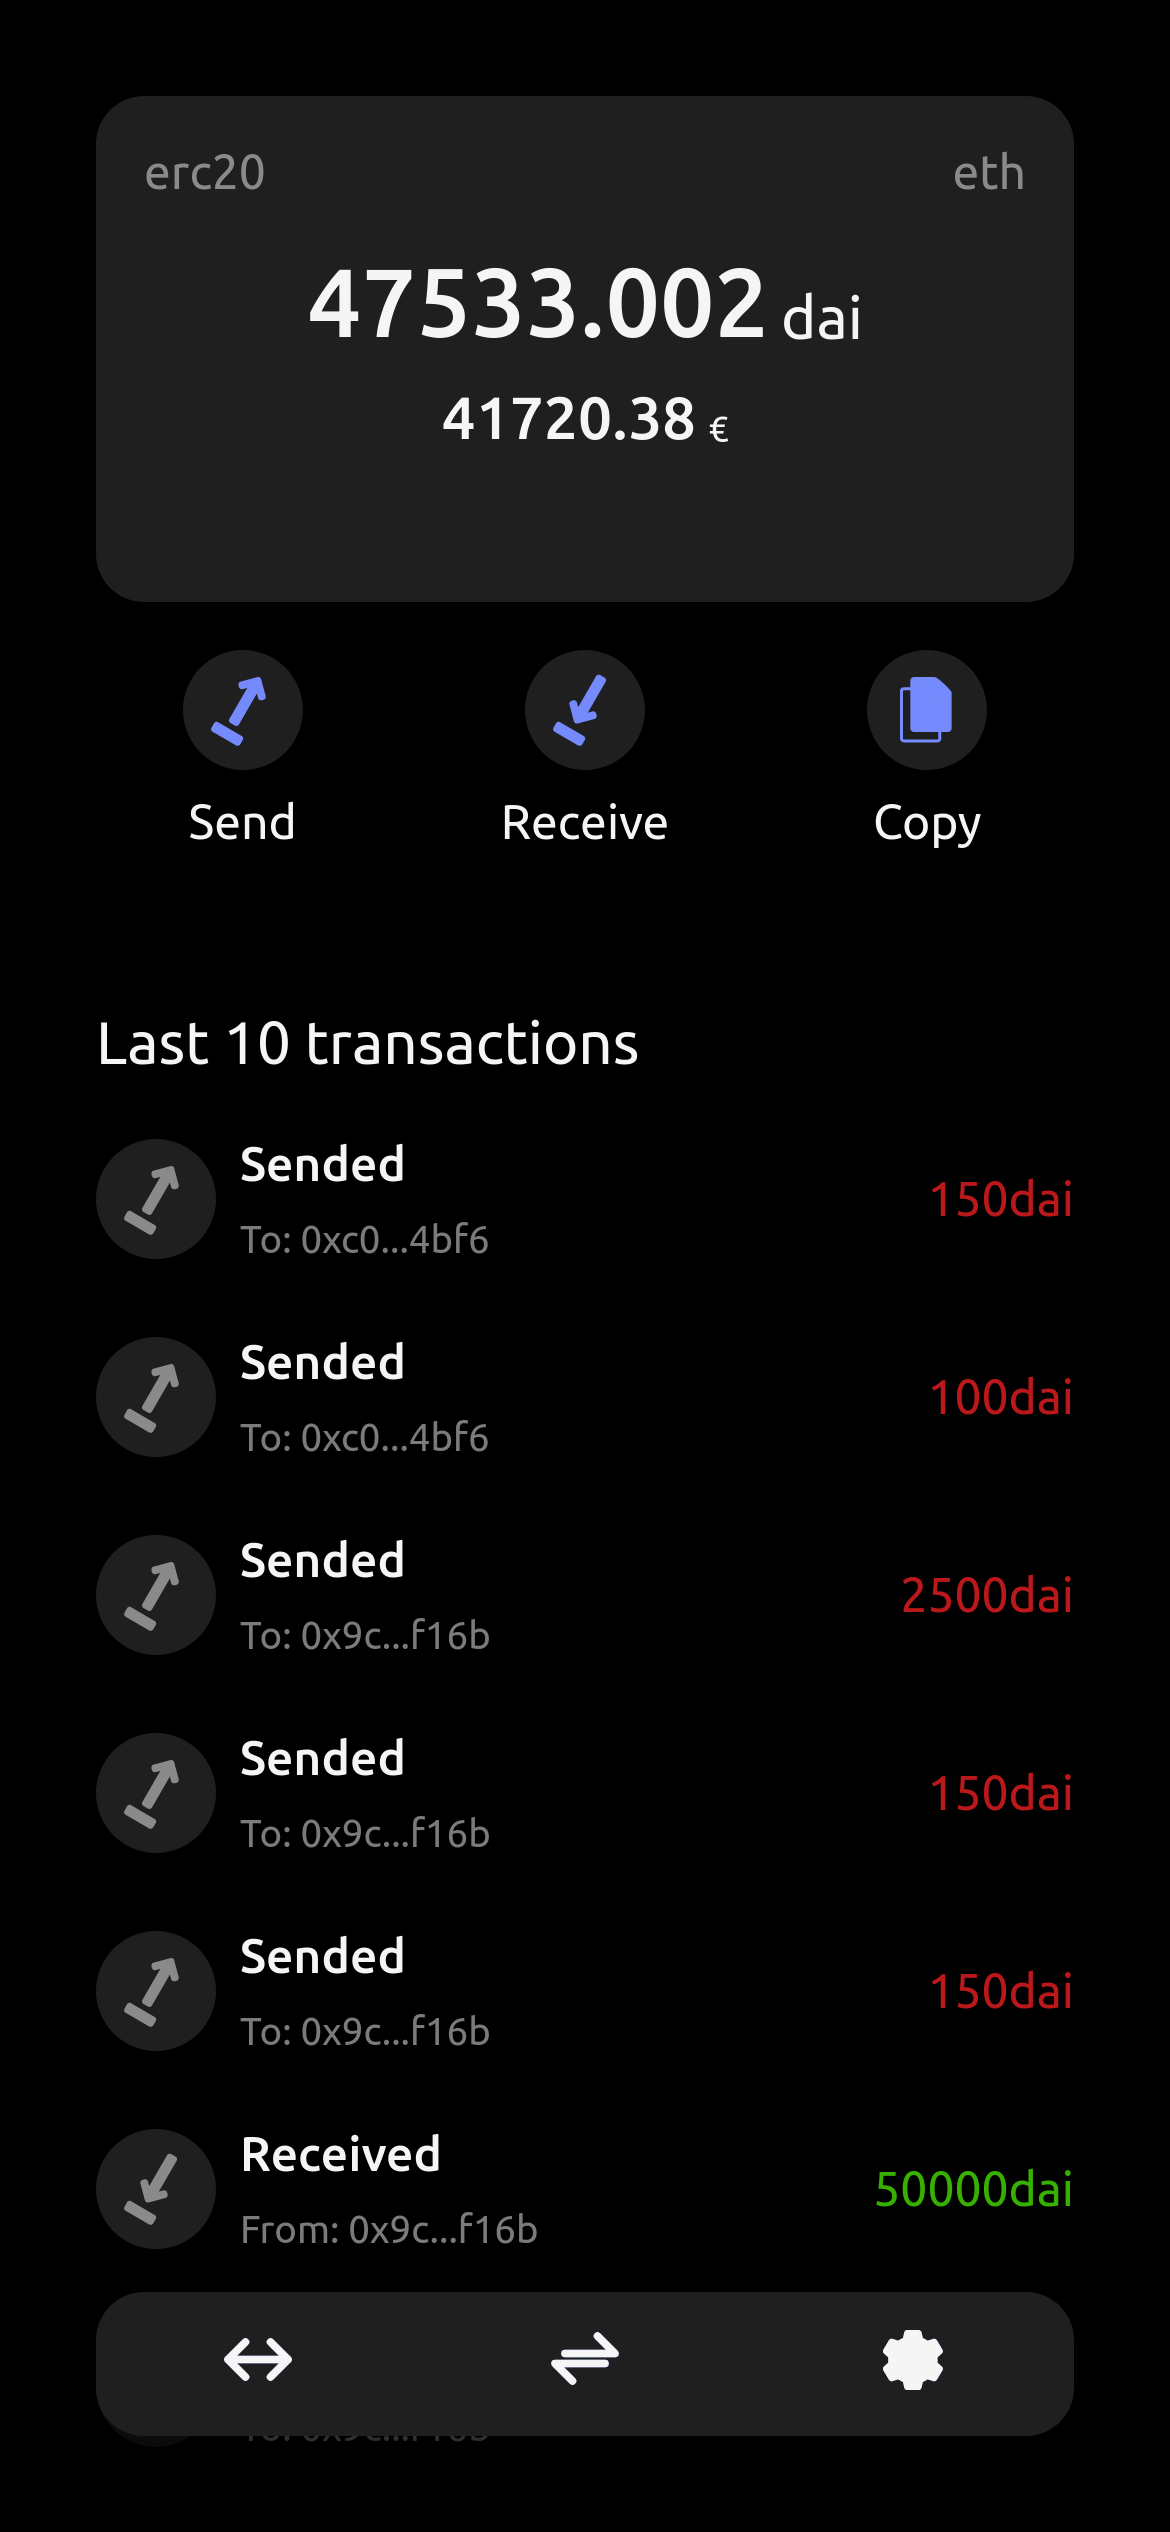 erc20
eth
47533.002 dai
41720.38 €
Send
Receive
Copy
Last 10 transactions
Sended
150dai
To: 0xc0...4bf6
Sended
100dai
To: 0xc0...4bf6
Sended
2500dai
To: 0x9c...f16b
Sended
150dai
To: 0x9c...f16b
Sended
150dai
To: 0x9c...f16b
Received
50000dai
From: 0x9c...f16b